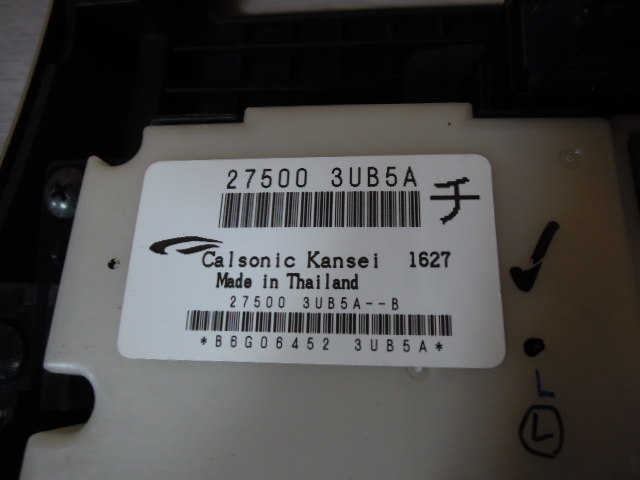 27500 3UB5A
チ
Calsonic Kansei 1627
Made in Thailand
27500 3UB5A--B
*B6G06452 3UB5A*
L
L